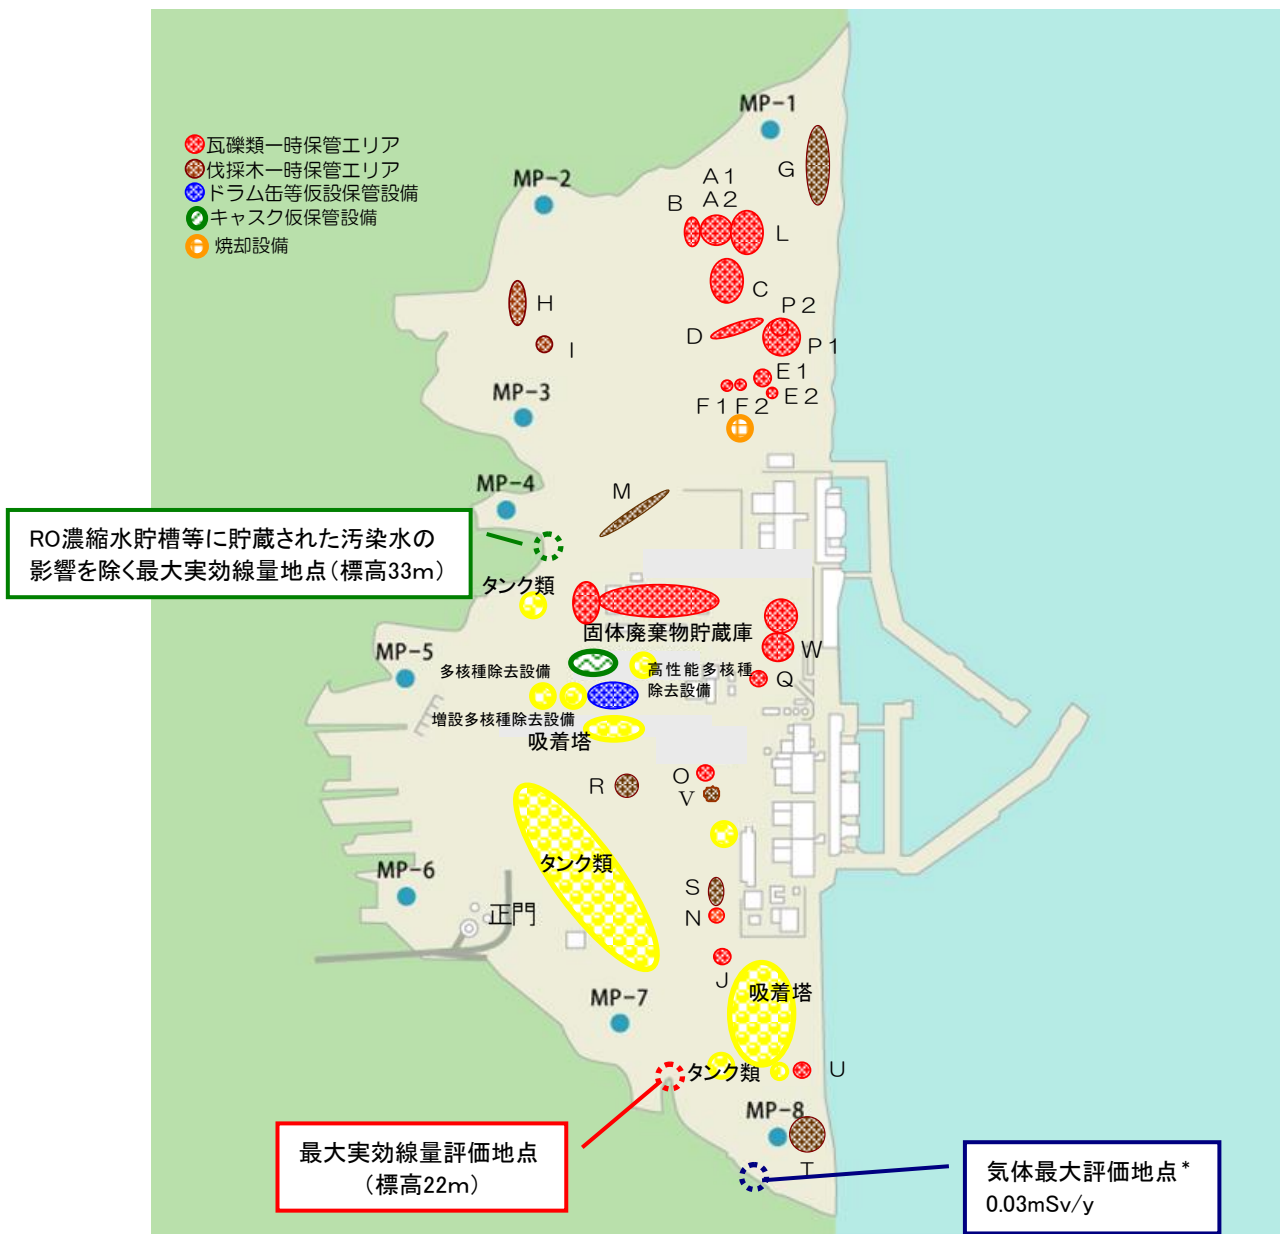 MP-1
瓦礫類一時保管エリア
伐採木一時保管エリア
ドラム缶等仮設保管設備
キャスク仮保管設備
焼却設備
MP-2
G
A1
A2
B
L
C
H
I
P2
D
P1
E1
E2
F1 F2
MP-3
MP-4
M
RO濃縮水貯槽等に貯蔵された汚染水の
影響を除く最大実効線量地点(標高33m)
タンク類
固体廃棄物貯蔵庫
W
MP-5
多核種除去設備
高性能多核種
除去設備
Q
増設多核種除去設備
吸着塔
R
O
V
タンク類
MP-6
S
N
正門
J
吸着塔
MP-7
タンク類
U
MP-8
T
最大実効線量評価地点
(標高22m)
気体最大評価地点*
0.03mSv/y